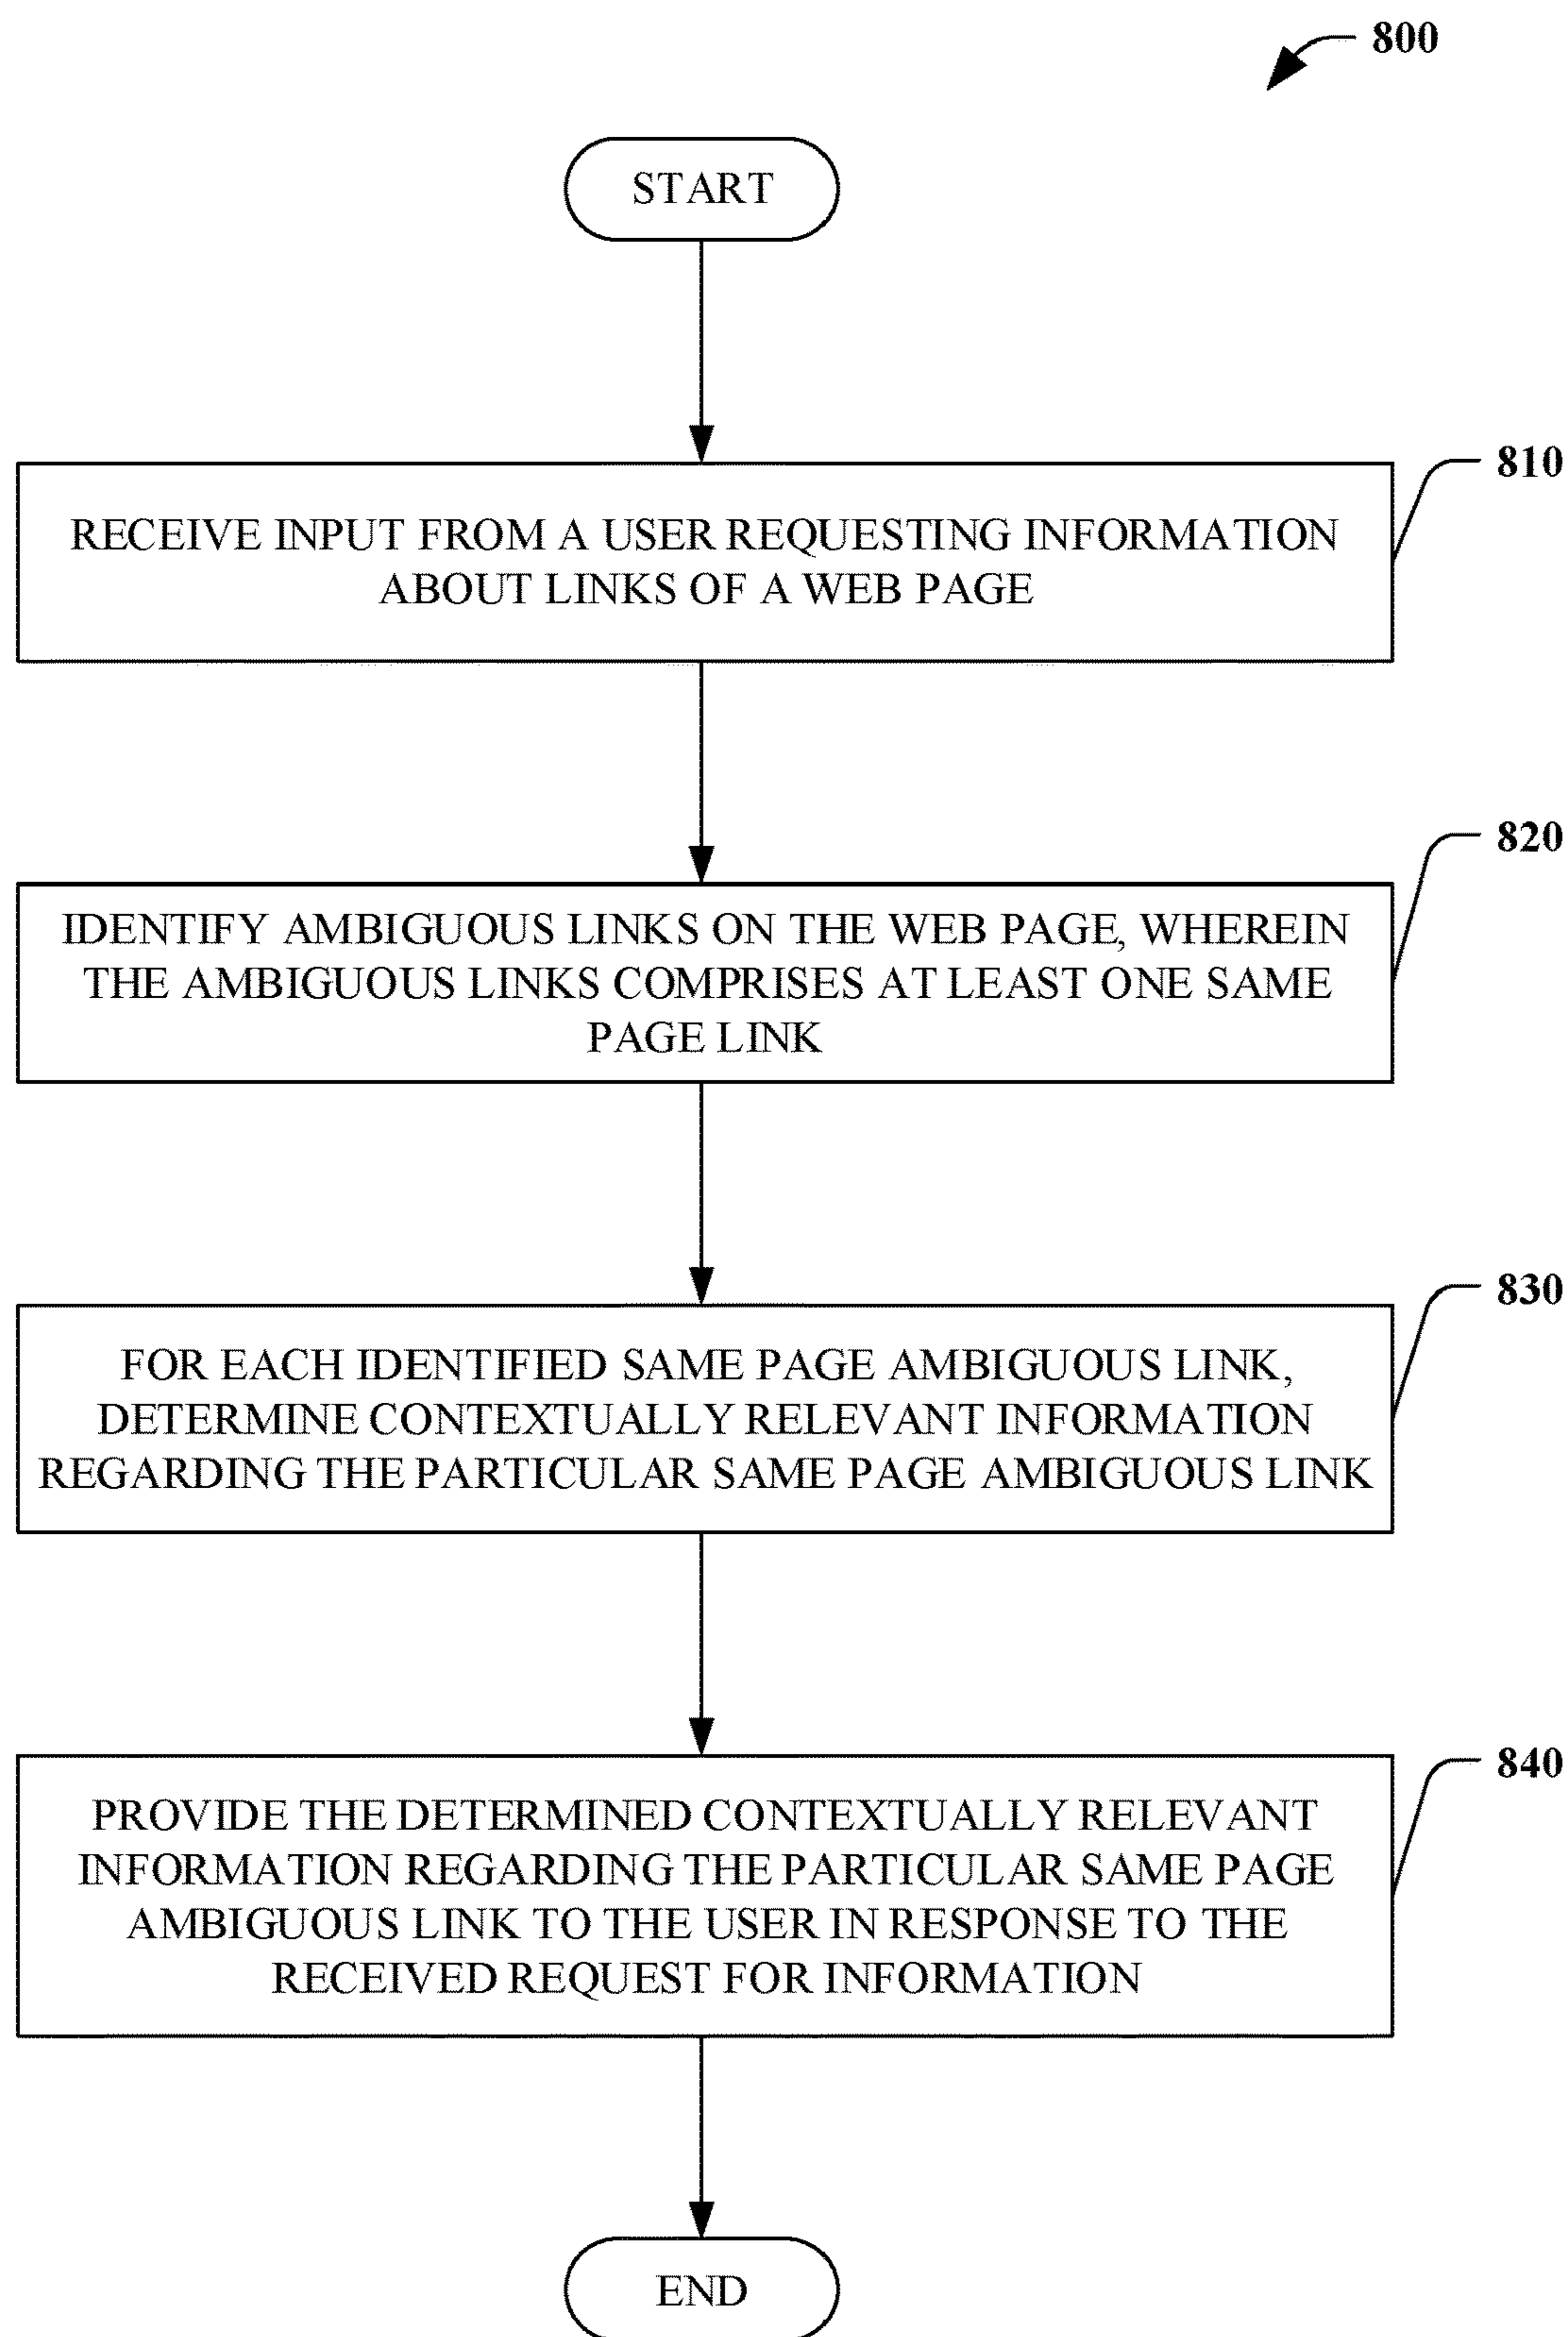 800
START
810
RECEIVE INPUT FROM A USER REQUESTING INFORMATION
ABOUT LINKS OF A WEB PAGE
820
IDENTIFY AMBIGUOUS LINKS ON THE WEB PAGE, WHEREIN
THE AMBIGUOUS LINKS COMPRISES AT LEAST ONE SAME
PAGE LINK
830
FOR EACH IDENTIFIED SAME PAGE AMBIGUOUS LINK,
DETERMINE CONTEXTUALLY RELEVANT INFORMATION
REGARDING THE PARTICULAR SAME PAGE AMBIGUOUS LINK
840
PROVIDE THE DETERMINED CONTEXTUALLY RELEVANT
INFORMATION REGARDING THE PARTICULAR SAME PAGE
AMBIGUOUS LINK TO THE USER IN RESPONSE TO THE
RECEIVED REQUEST FOR INFORMATION
END